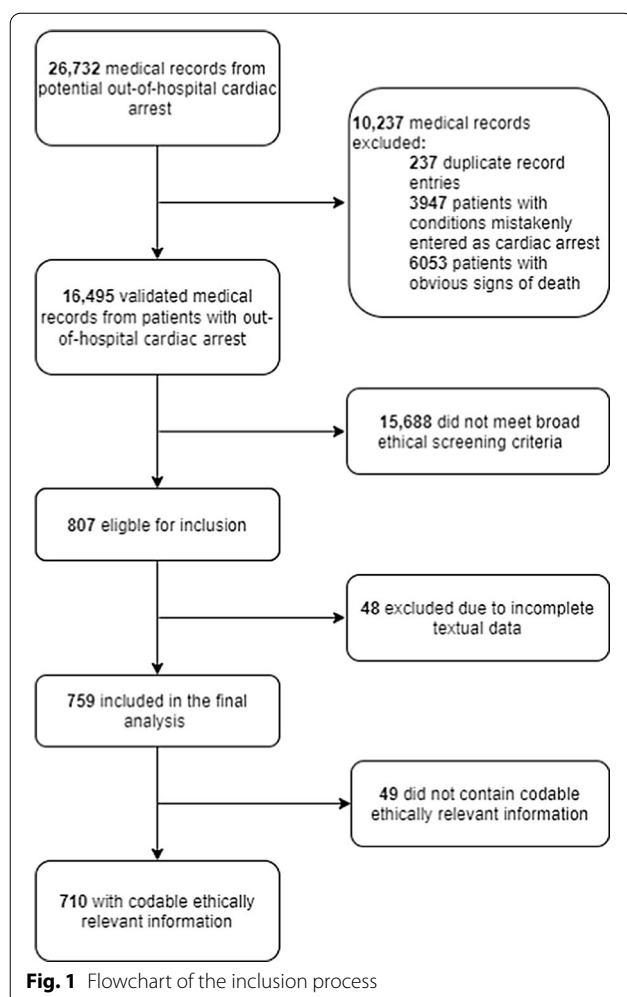 26,732 medical records from
potential out-of-hospital cardiac
arrest
10,237 medical records
excluded:
237 duplicate record
entries
3947 patients with
conditions mistakenly
entered as cardiac arrest
6053 patients with
obvious signs of death
16,495 validated medical
records from patients with out-
of-hospital cardiac arrest
15,688 did not meet broad
ethical screening criteria
807 eligble for inclusion
48 excluded due to incomplete
textual data
759 included in the final
analysis
49 did not contain codable
ethically relevant information
710 with codable ethically
relevant information
Fig. 1 Flowchart of the inclusion process